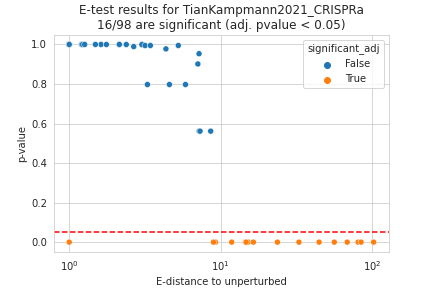 E-test results for TianKampmann2021_CRISPRa
16/98 are significant (adj. pvalue < 0.05)
significant_adj
False
True
p-value
1.0
0.8
0.6
0.4
0.2
0.0
10⁰ 10¹ 10²
E-distance to unperturbed